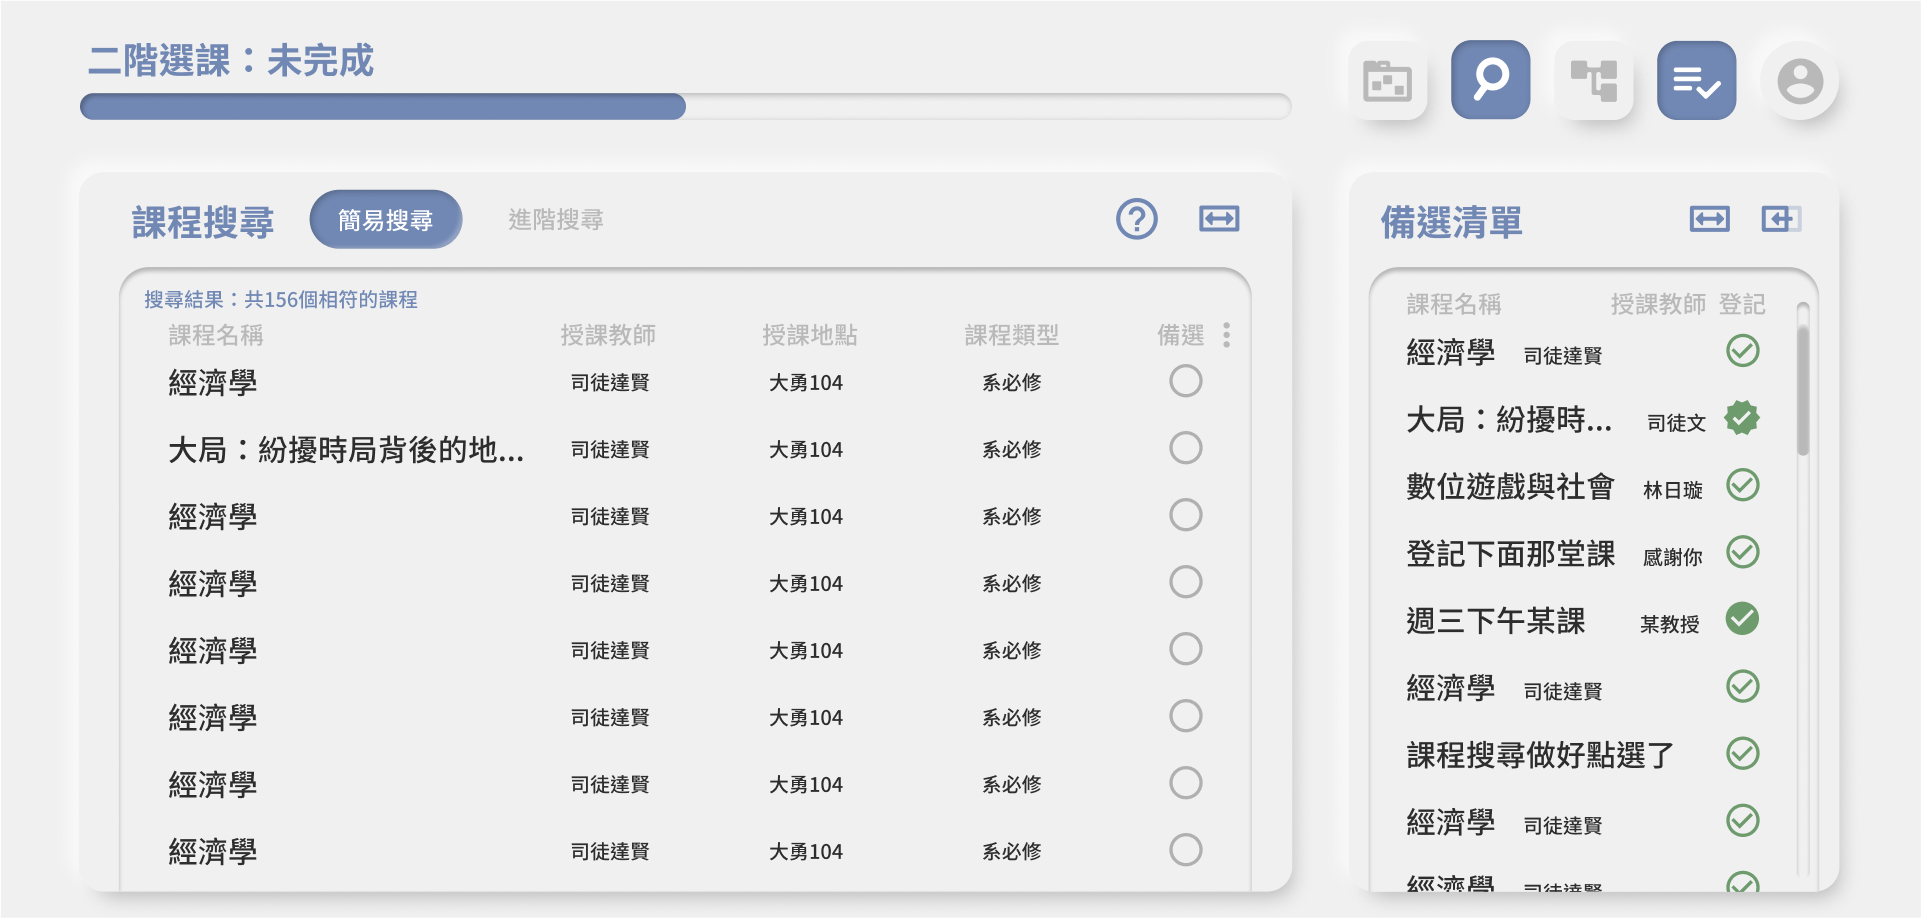 二階選課：未完成
課程搜尋 簡易搜尋 進階搜尋
搜尋結果：共156個相符的課程
課程名稱 授課教師 授課地點 課程類型 備選
經濟學 司徒達賢 大勇104 系必修
大局：紛擾時局背後的地... 司徒達賢 大勇104 系必修
經濟學 司徒達賢 大勇104 系必修
經濟學 司徒達賢 大勇104 系必修
經濟學 司徒達賢 大勇104 系必修
經濟學 司徒達賢 大勇104 系必修
經濟學 司徒達賢 大勇104 系必修
經濟學 司徒達賢 大勇104 系必修
備選清單
課程名稱 授課教師 登記
經濟學 司徒達賢
大局：紛擾時... 司徒文
數位遊戲與社會 林日璇
登記下面那堂課 感謝你
週三下午某課 某教授
經濟學 司徒達賢
課程搜尋做好點選了
經濟學 司徒達賢
經濟學 司徒達賢